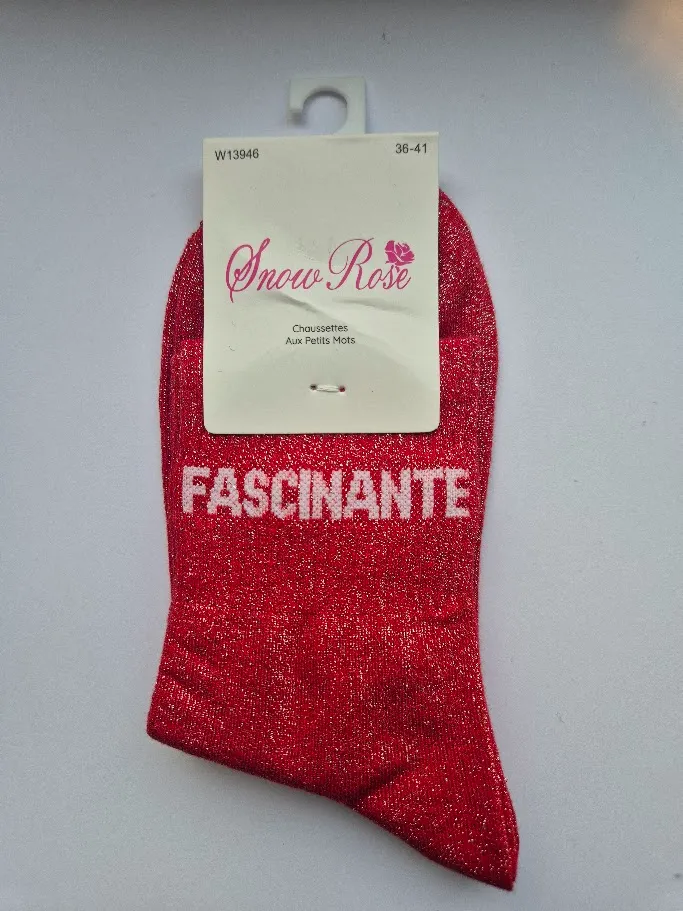 W13946 36-41
Snow Rose
Chaussettes
Aux Petits Mots
FASCINANTE